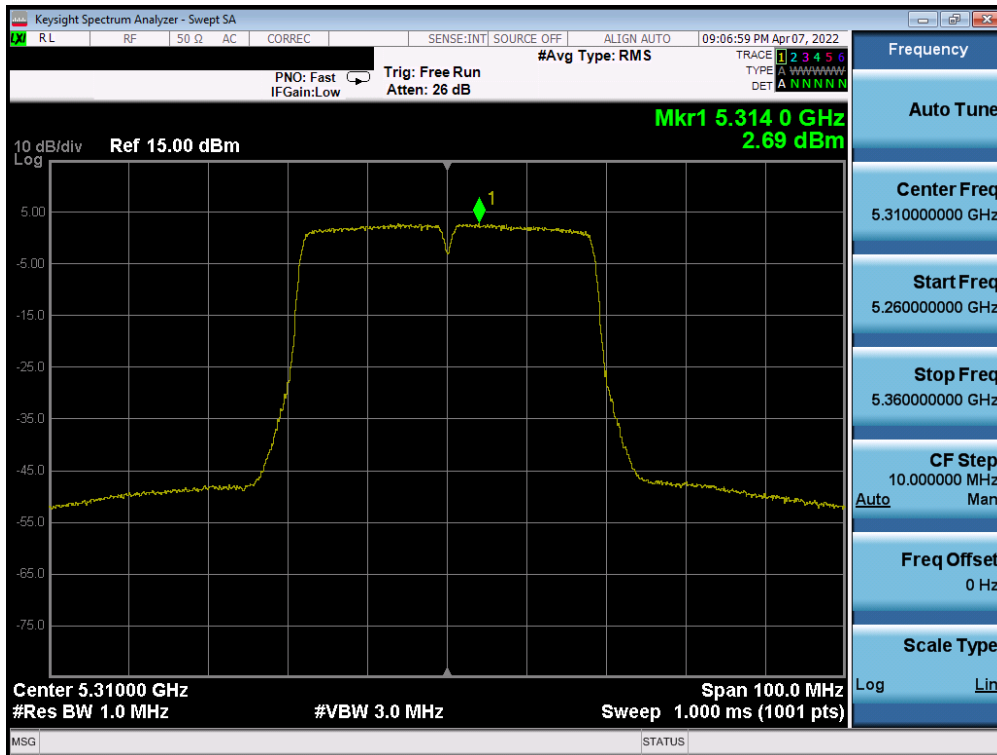 Keysight Spectrum Analyzer - Swept SA
LXI RL RF 50 Ω AC CORREC SENSE:INT SOURCE OFF ALIGN AUTO 09:06:59 PM Apr 07, 2022
#Avg Type: RMS
TRACE 1 2 3 4 5 6
PNO: Fast Trig: Free Run
TYPE A WWWWW
IFGain:Low Atten: 26 dB
DET A N N N N N
Mkr1 5.314 0 GHz
2.69 dBm
10 dB/div Ref 15.00 dBm
Log
1
5.00
-5.00
-15.0
-25.0
-35.0
-45.0
-55.0
-65.0
-75.0
Center 5.31000 GHz Span 100.0 MHz
#Res BW 1.0 MHz #VBW 3.0 MHz Sweep 1.000 ms (1001 pts)
MSG STATUS
Frequency
Auto Tune
Center Freq
5.310000000 GHz
Start Freq
5.260000000 GHz
Stop Freq
5.360000000 GHz
CF Step
10.000000 MHz
Auto Man
Freq Offset
0 Hz
Scale Type
Log Lin